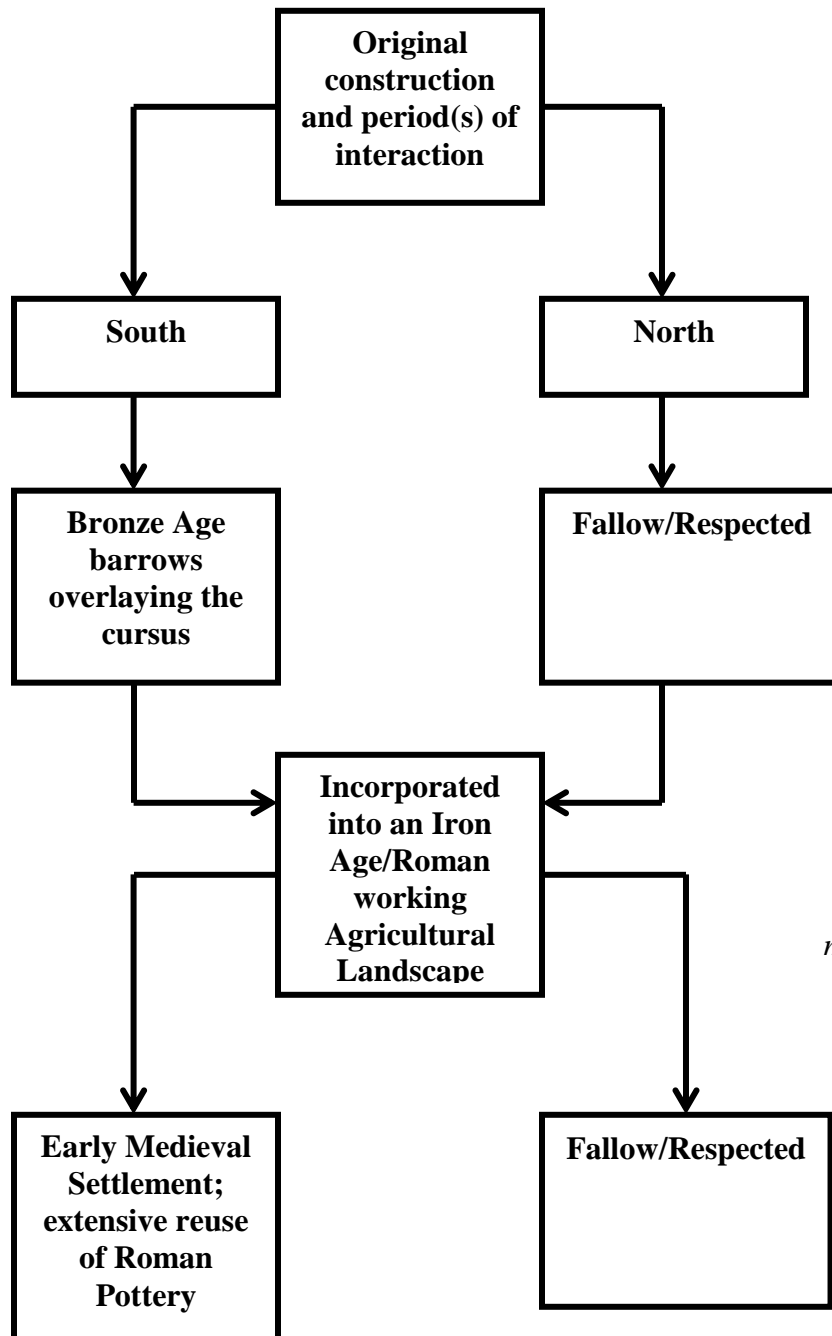 Original
construction
and period(s) of
interaction
South
North
Bronze Age
barrows
overlaying the
cursus
Fallow/Respected
Incorporated
into an Iron
Age/Roman
working
Agricultural
Landscape
Early Medieval
Settlement;
extensive reuse
of Roman
Pottery
Fallow/Respected